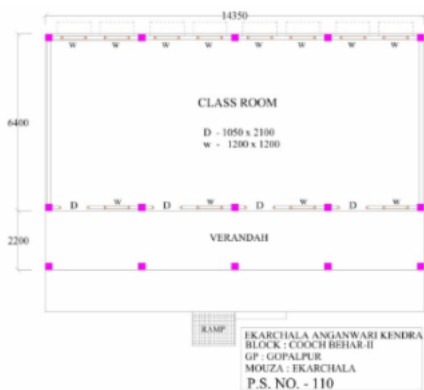 14350
W W W W W W W W
CLASS ROOM
6400
D - 1050 x 2100
w - 1200 x 1200
D W D W D W D W
2200
VERANDAH
RAMP
EKARCHALA ANGANWARI KENDRA
BLOCK : COOCH BEHAR-II
GP : GOPALPUR
MOUZA : EKARCHALA
P.S. NO. - 110